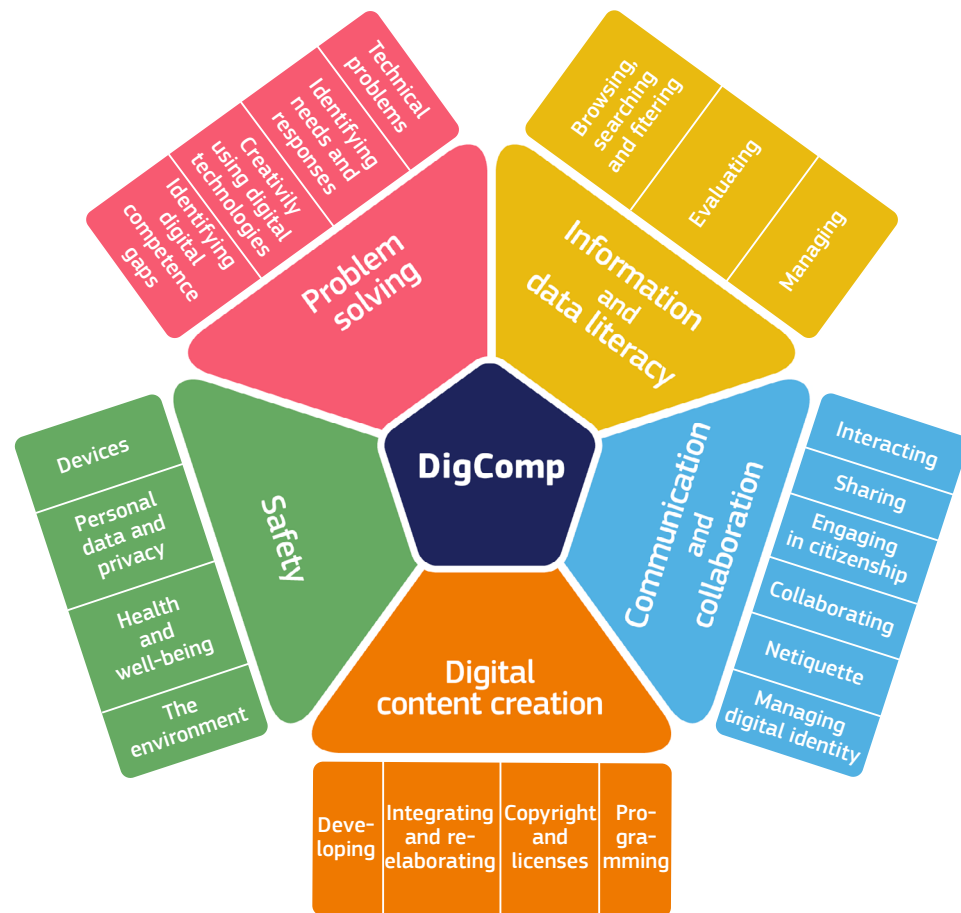 Technical
problems
Identifying
needs and
responses
Creativily
using digital
technologies
Identifying
digital
competence
gaps
Problem
solving
Browsing,
searching
and fitering
Evaluating
Managing
Information
and
data literacy
DigComp
Communication
and
collaboration
Interacting
Sharing
Engaging
in citizenship
Collaborating
Netiquette
Managing
digital identity
Safety
Devices
Personal
data and
privacy
Health
and
well-being
The
environment
Digital
content creation
Deve-
loping
Integrating
and re-
elaborating
Copyright
and
licenses
Pro-
gra-
mming